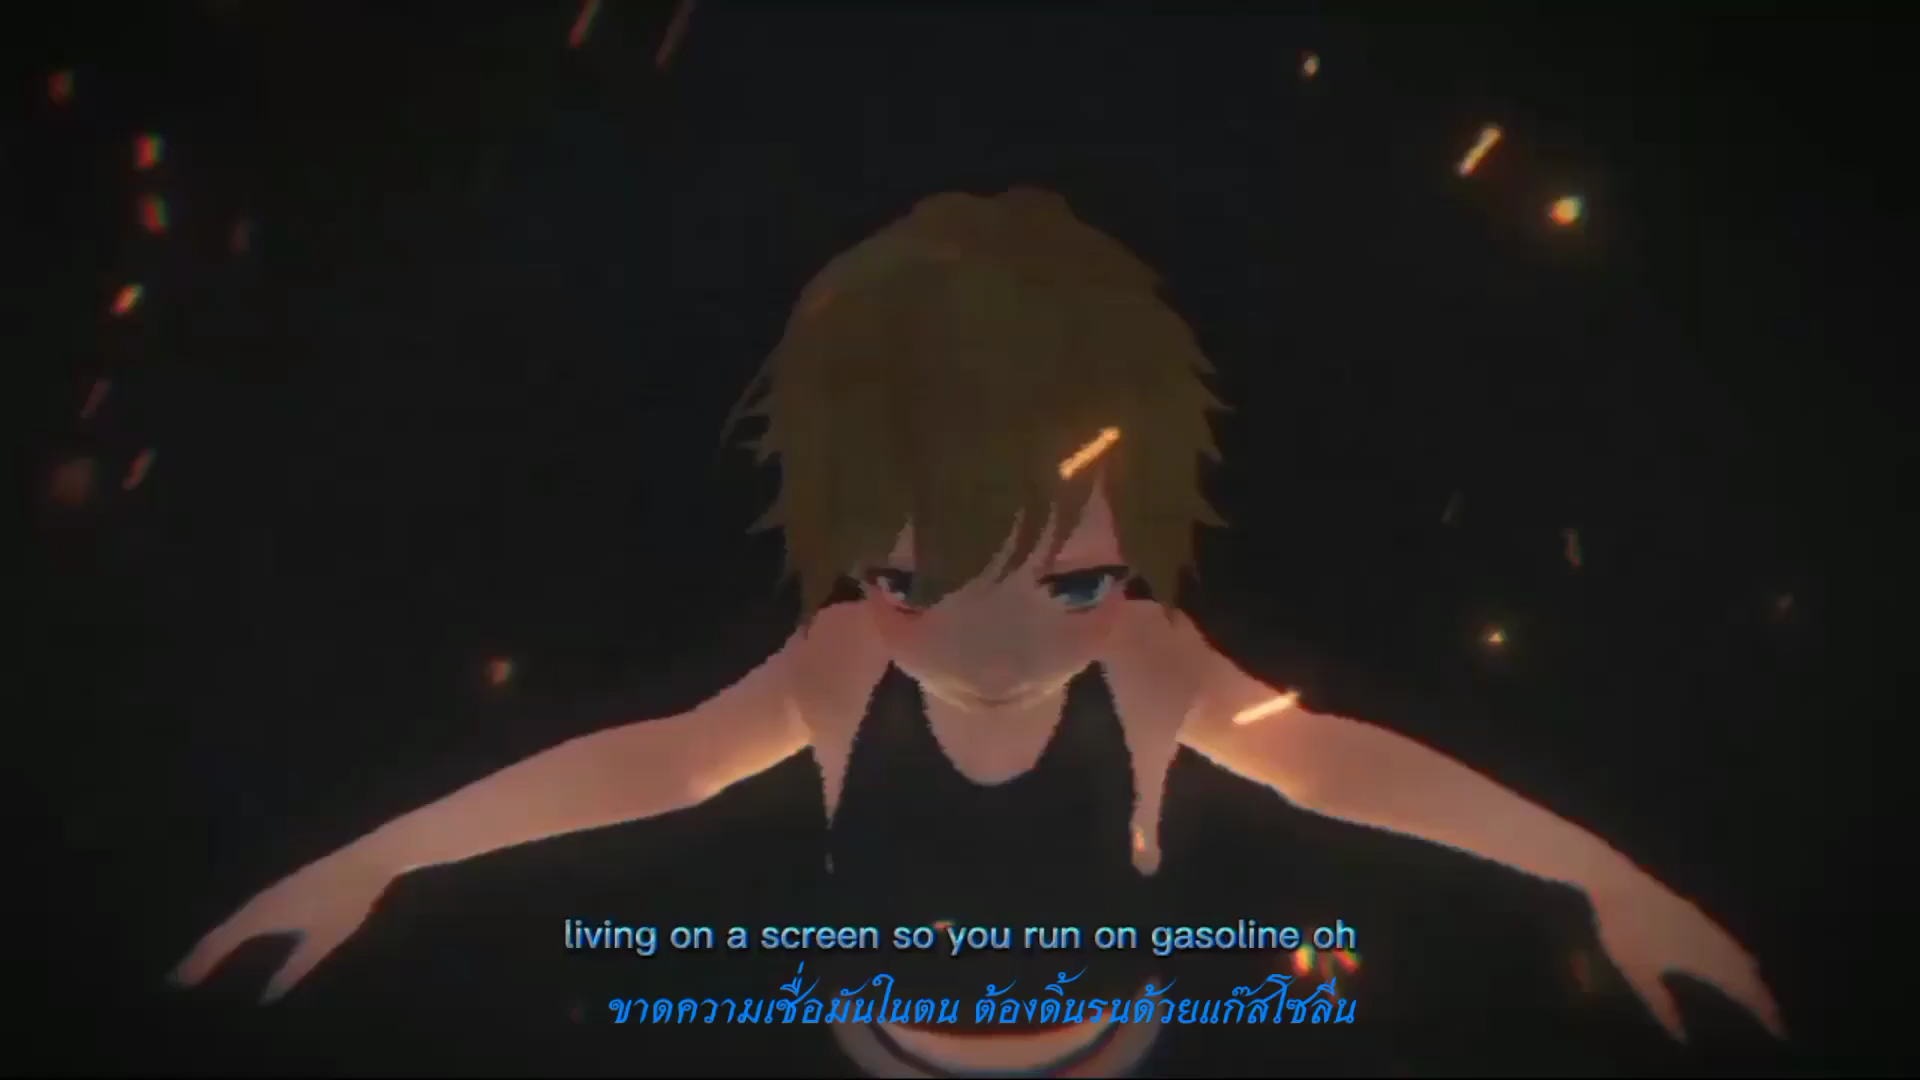 living on a screen so you run on gasoline oh
ขาดความเชื่อมันในตน ต้องดิ้นรนด้วยแก๊สโซลีน